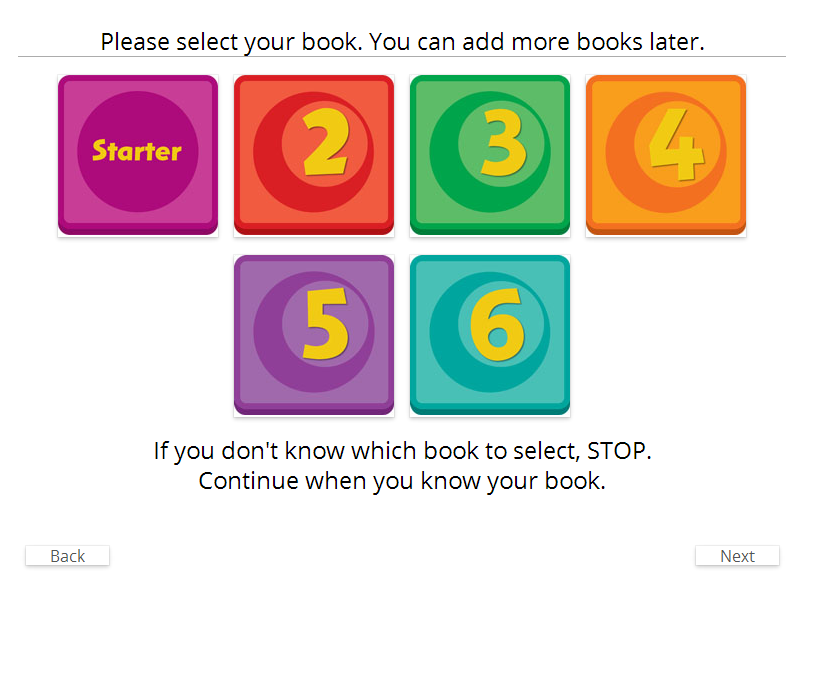 Please select your book. You can add more books later.
Starter
2
3
4
5
6
If you don't know which book to select, STOP.
Continue when you know your book.
Back
Next